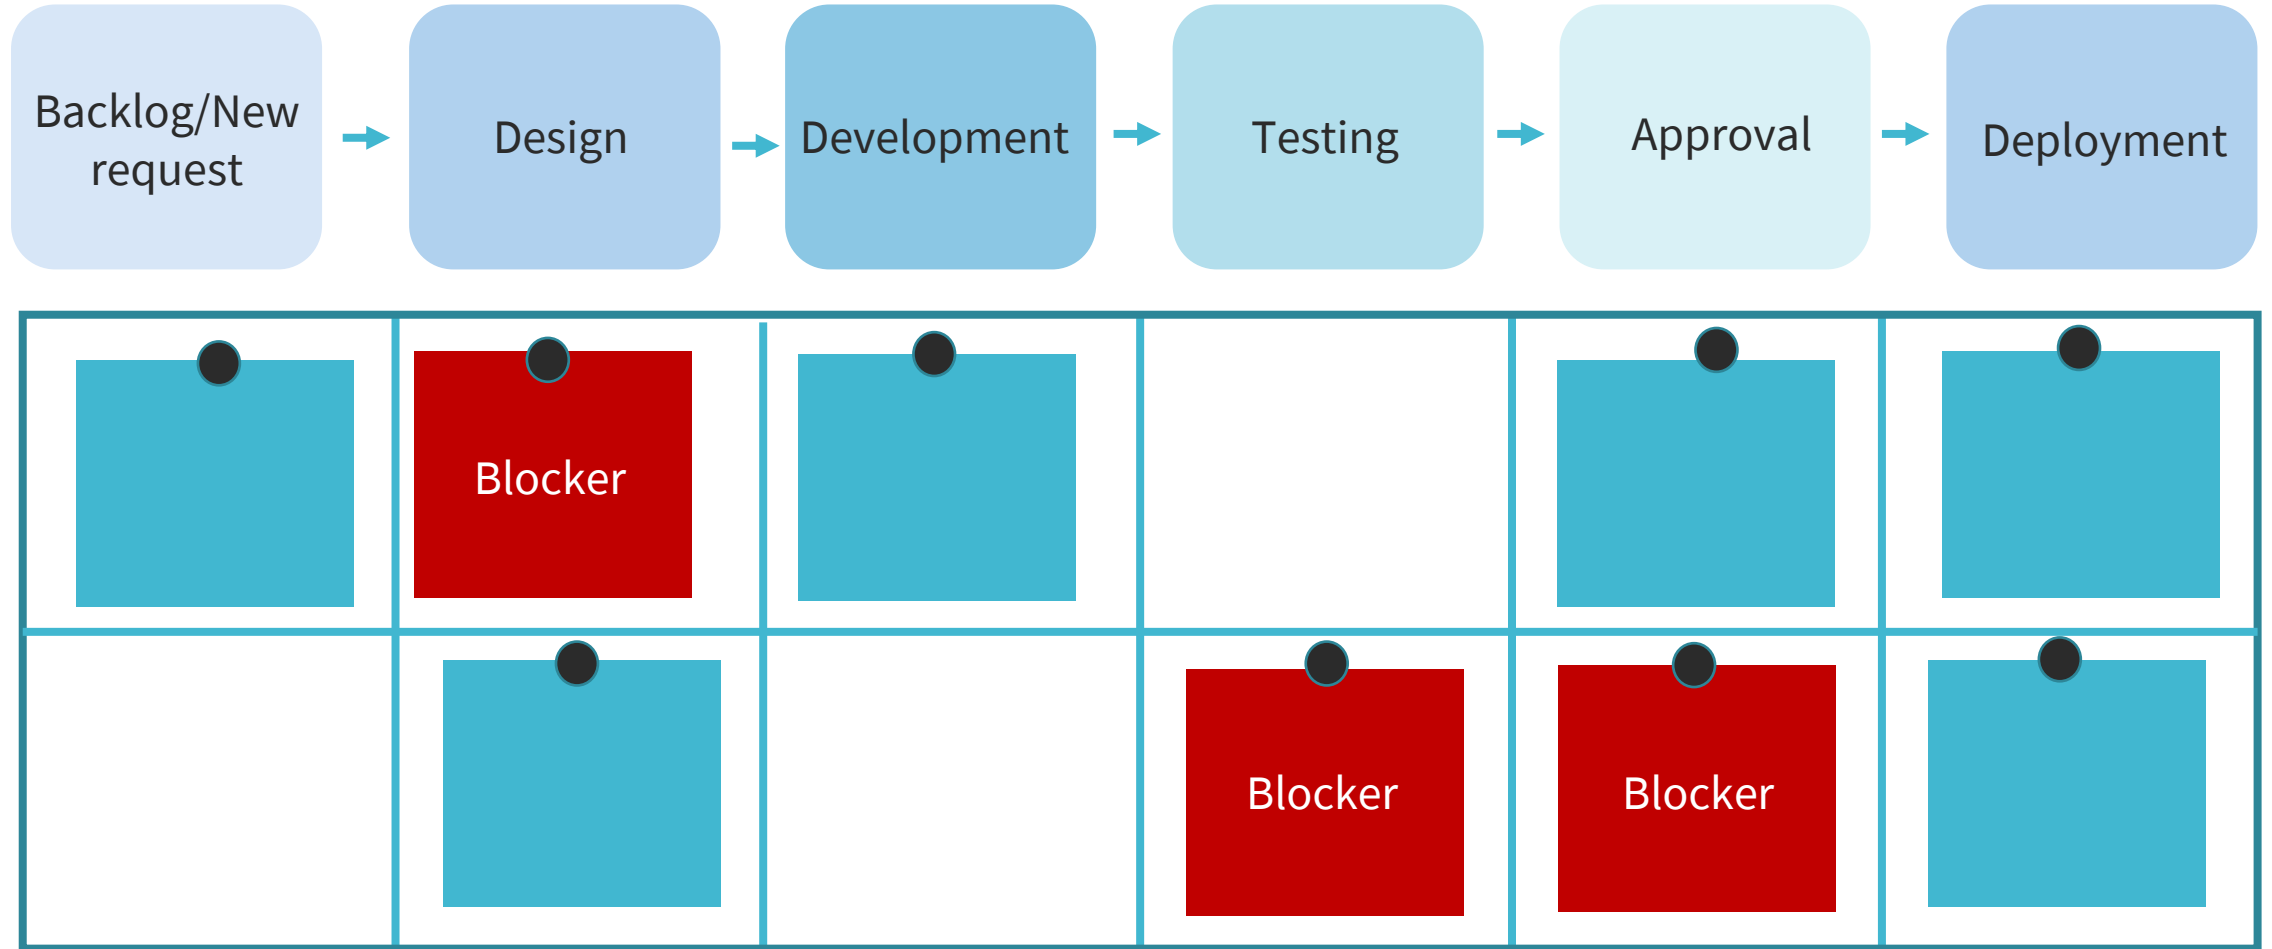 Backlog/New
request
Design
Development
Testing
Approval
Deployment
Blocker
Blocker
Blocker